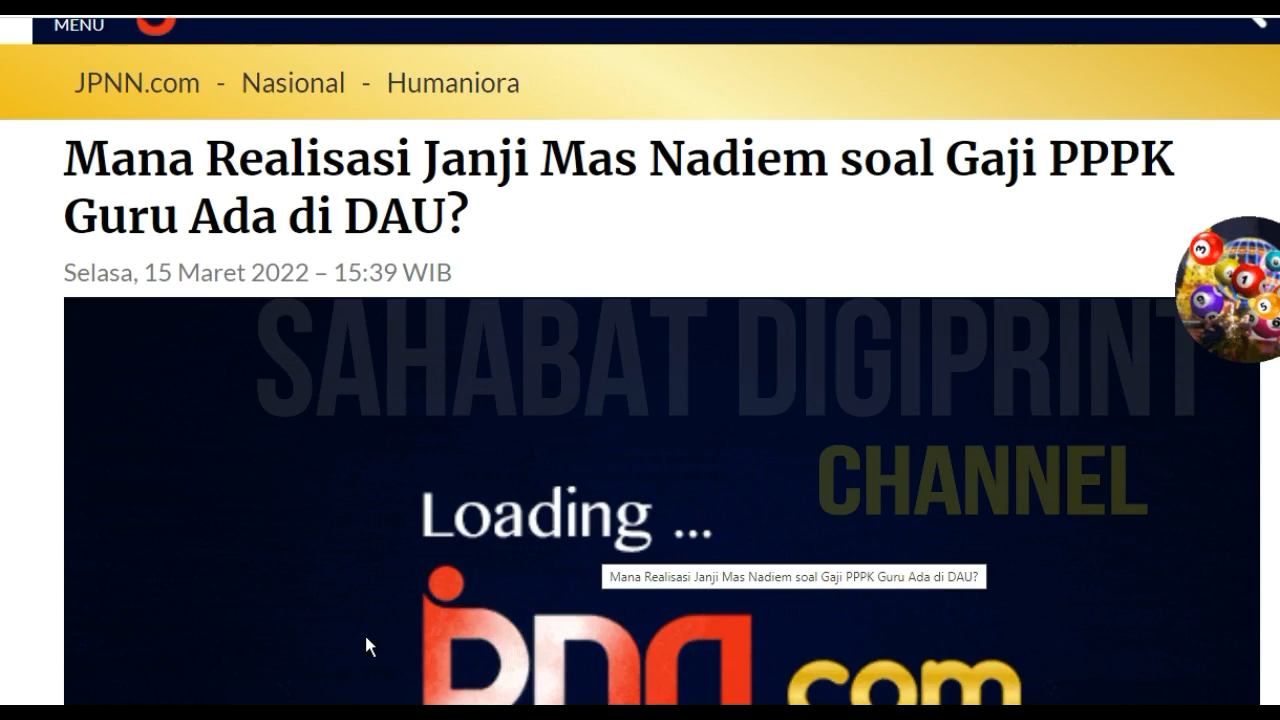 MENU
JPNN.com - Nasional - Humaniora
Mana Realisasi Janji Mas Nadiem soal Gaji PPPK
Guru Ada di DAU?
Selasa, 15 Maret 2022 – 15:39 WIB
SAHABAT DIGIPRINT
CHANNEL
Loading ...
Mana Realisasi Janji Mas Nadiem soal Gaji PPPK Guru Ada di DAU?
jpnn.com